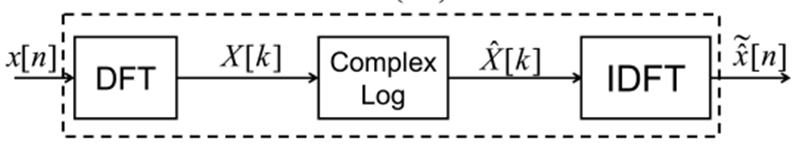 x[n]
DFT
X[k]
Complex
Log
X̂[k]
IDFT
x̂̃[n]